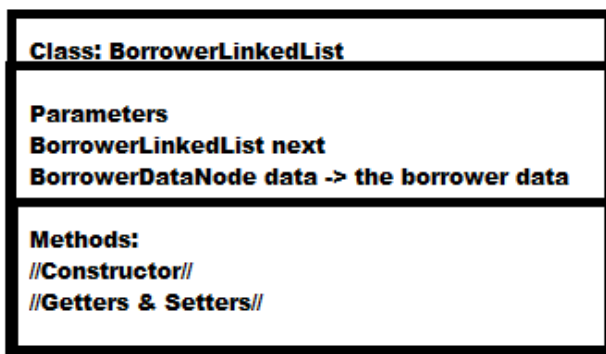 Class: BorrowerLinkedList
Parameters
BorrowerLinkedList next
BorrowerDataNode data -> the borrower data
Methods:
//Constructor//
//Getters & Setters//